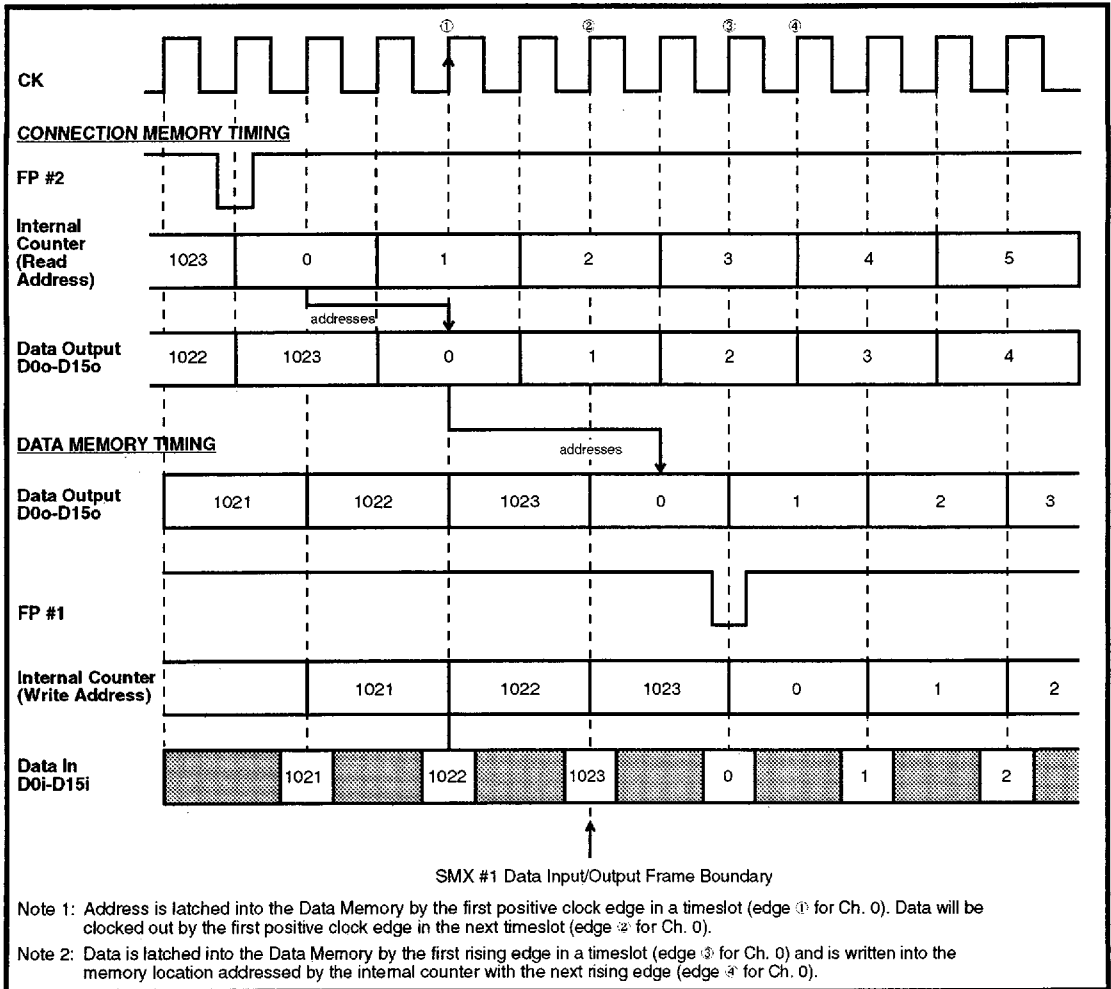 ① ② ③ ④
CK
CONNECTION MEMORY TIMING
FP #2
Internal
Counter
(Read
Address)
1023 0 1 2 3 4 5
addresses
Data Output
D0o-D15o
1022 1023 0 1 2 3 4
addresses
DATA MEMORY TIMING
Data Output
D0o-D15o
1021 1022 1023 0 1 2 3
FP #1
Internal Counter
(Write Address)
1021 1022 1023 0 1 2
Data In
D0i-D15i
1021 1022 1023 0 1 2
SMX #1 Data Input/Output Frame Boundary
Note 1: Address is latched into the Data Memory by the first positive clock edge in a timeslot (edge ① for Ch. 0). Data will be
clocked out by the first positive clock edge in the next timeslot (edge ② for Ch. 0).
Note 2: Data is latched into the Data Memory by the first rising edge in a timeslot (edge ③ for Ch. 0) and is written into the
memory location addressed by the internal counter with the next rising edge (edge ④ for Ch. 0).